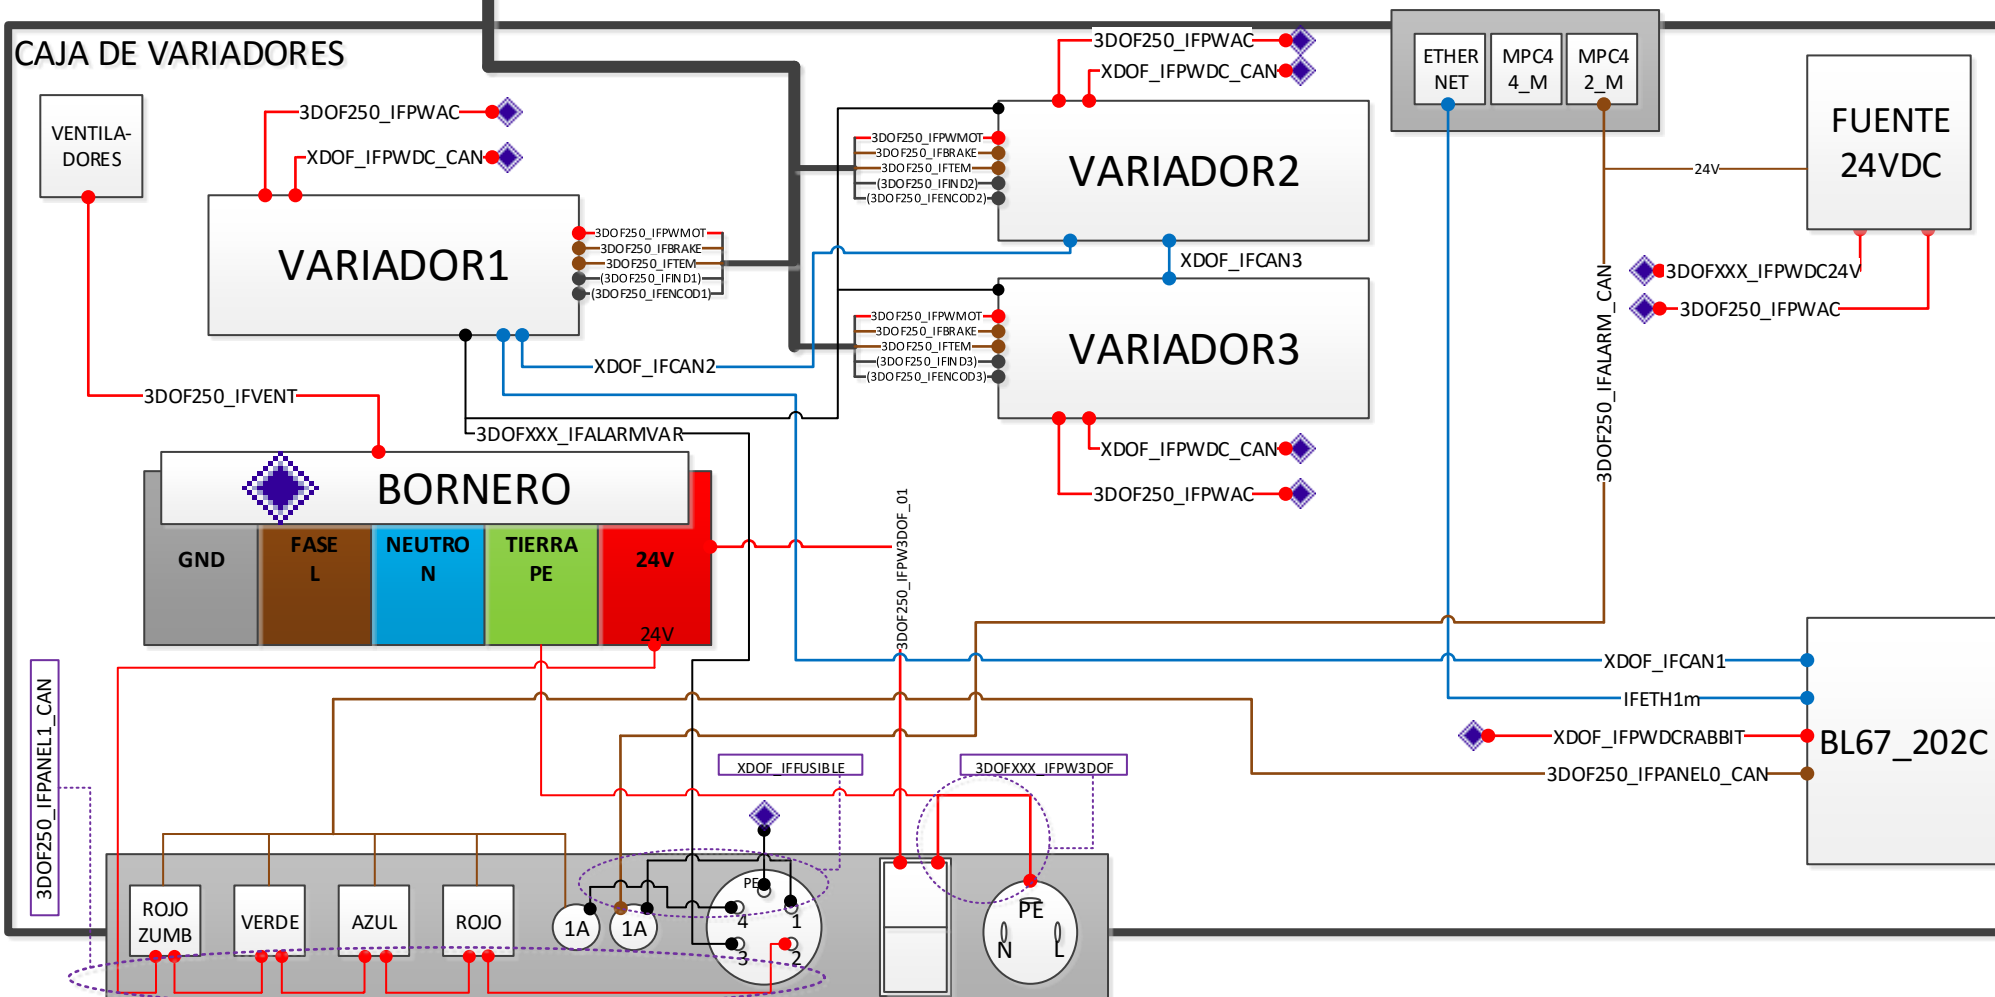 CAJA DE VARIADORES
VENTILA-
DORES
3DOF250_IFPWAC
XDOF_IFPWDC_CAN
VARIADOR1
3DOF250_IFPWMOT
3DOF250_IFBRAKE
3DOF250_IFTEM
(3DOF250_IFIND1)
(3DOF250_IFENCOD1)
3DOF250_IFPWAC
XDOF_IFPWDC_CAN
VARIADOR2
3DOF250_IFPWMOT
3DOF250_IFBRAKE
3DOF250_IFTEM
(3DOF250_IFIND2)
(3DOF250_IFENCOD2)
XDOF_IFCAN3
VARIADOR3
3DOF250_IFPWMOT
3DOF250_IFBRAKE
3DOF250_IFTEM
(3DOF250_IFIND3)
(3DOF250_IFENCOD3)
XDOF_IFPWDC_CAN
3DOF250_IFPWAC
ETHER
NET
MPC4
4_M
MPC4
2_M
FUENTE
24VDC
24V
3DOFXXX_IFPWDC24V
3DOF250_IFPWAC
3DOF250_IFALARM_CAN
XDOF_IFCAN2
3DOF250_IFVENT
3DOFXXX_IFALARMVAR
BORNERO
GND
FASE
L
NEUTRO
N
TIERRA
PE
24V
24V
3DOF250_IFPW3DOF_01
XDOF_IFCAN1
IFETH1m
XDOF_IFPWDCRABBIT
3DOF250_IFPANEL0_CAN
BL67_202C
3DOF250_IFPANEL1_CAN
XDOF_IFFUSIBLE
3DOFXXX_IFPW3DOF
ROJO
ZUMB
VERDE
AZUL
ROJO
1A
1A
PE
4
1
3
2
PE
N
L